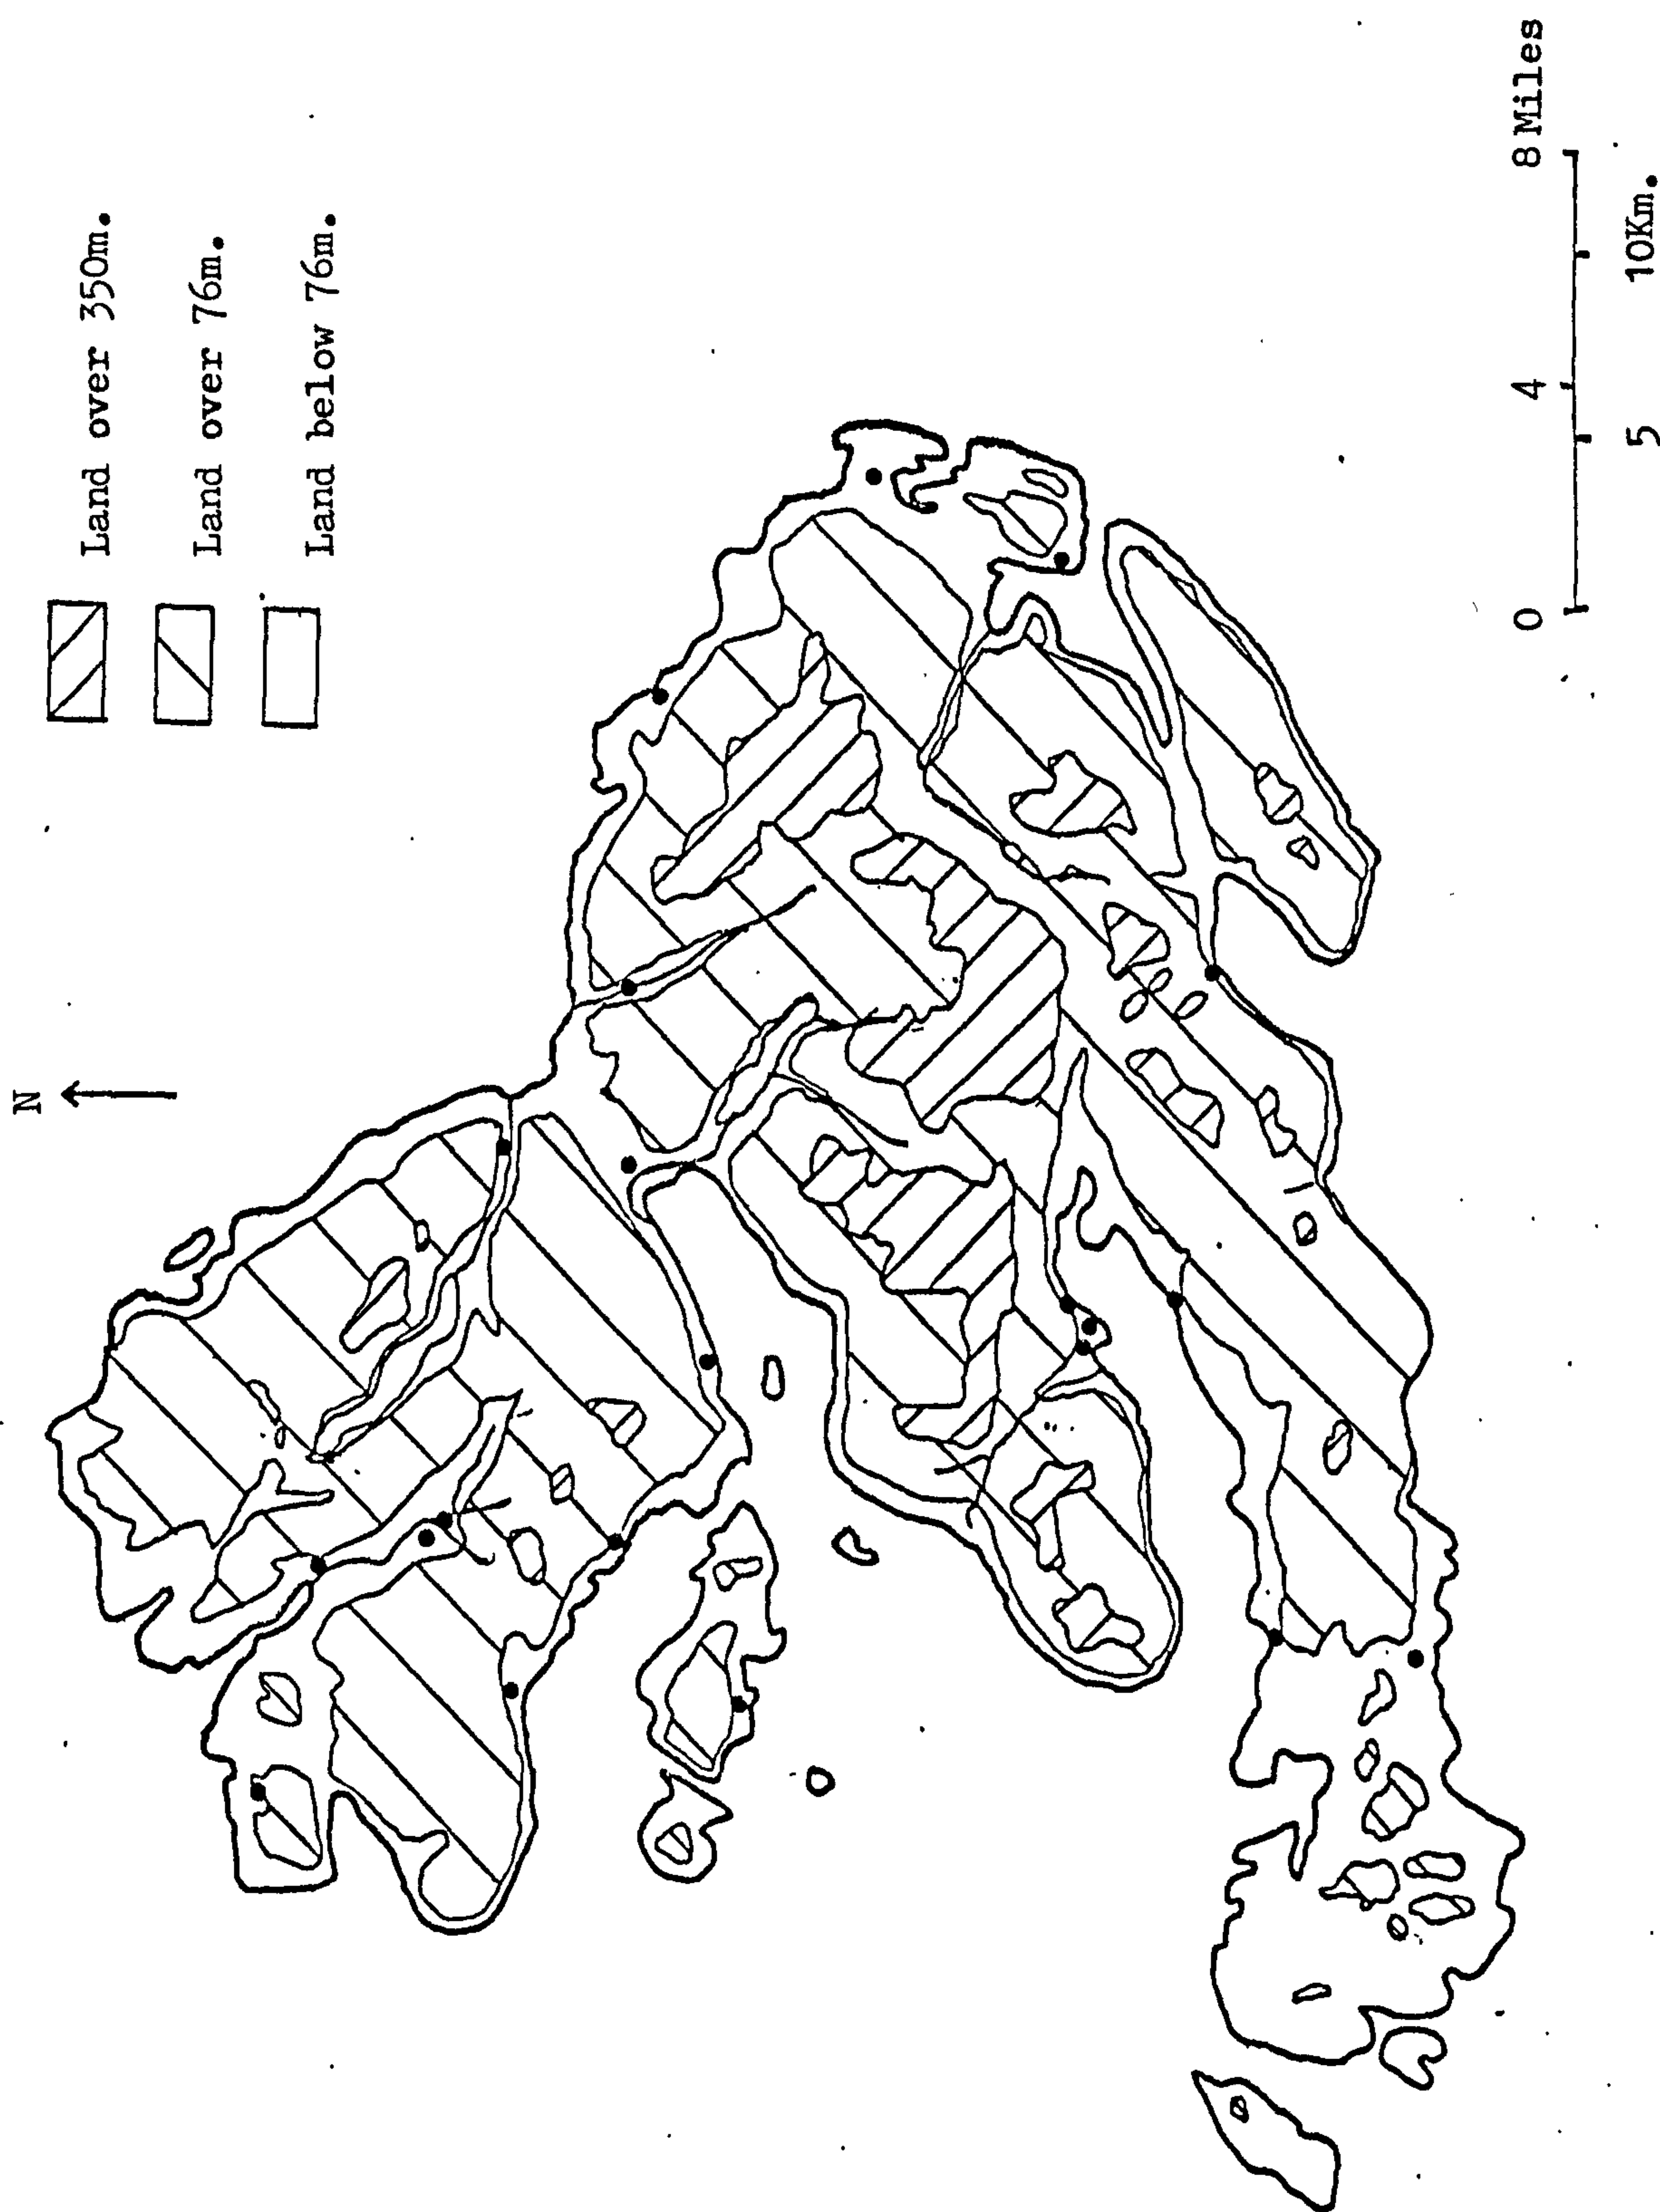 N
Land over 350m.
Land over 76m.
Land below 76m.
0 4 8 Miles
5 10Km.